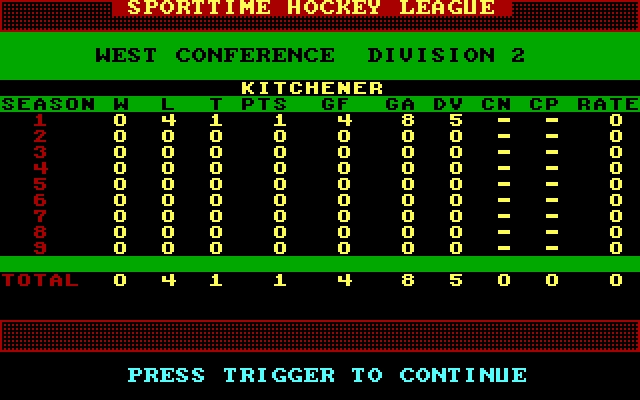 SPORTTIME HOCKEY LEAGUE
WEST CONFERENCE DIVISION 2
KITCHENER
SEASON W L T PTS GF GA DV CN CP RATE
1 0 4 1 1 4 8 5 - - 0
2 0 0 0 0 0 0 0 - - 0
3 0 0 0 0 0 0 0 - - 0
4 0 0 0 0 0 0 0 - - 0
5 0 0 0 0 0 0 0 - - 0
6 0 0 0 0 0 0 0 - - 0
7 0 0 0 0 0 0 0 - - 0
8 0 0 0 0 0 0 0 - - 0
9 0 0 0 0 0 0 0 - - 0
TOTAL 0 4 1 1 4 8 5 0 0 0
PRESS TRIGGER TO CONTINUE